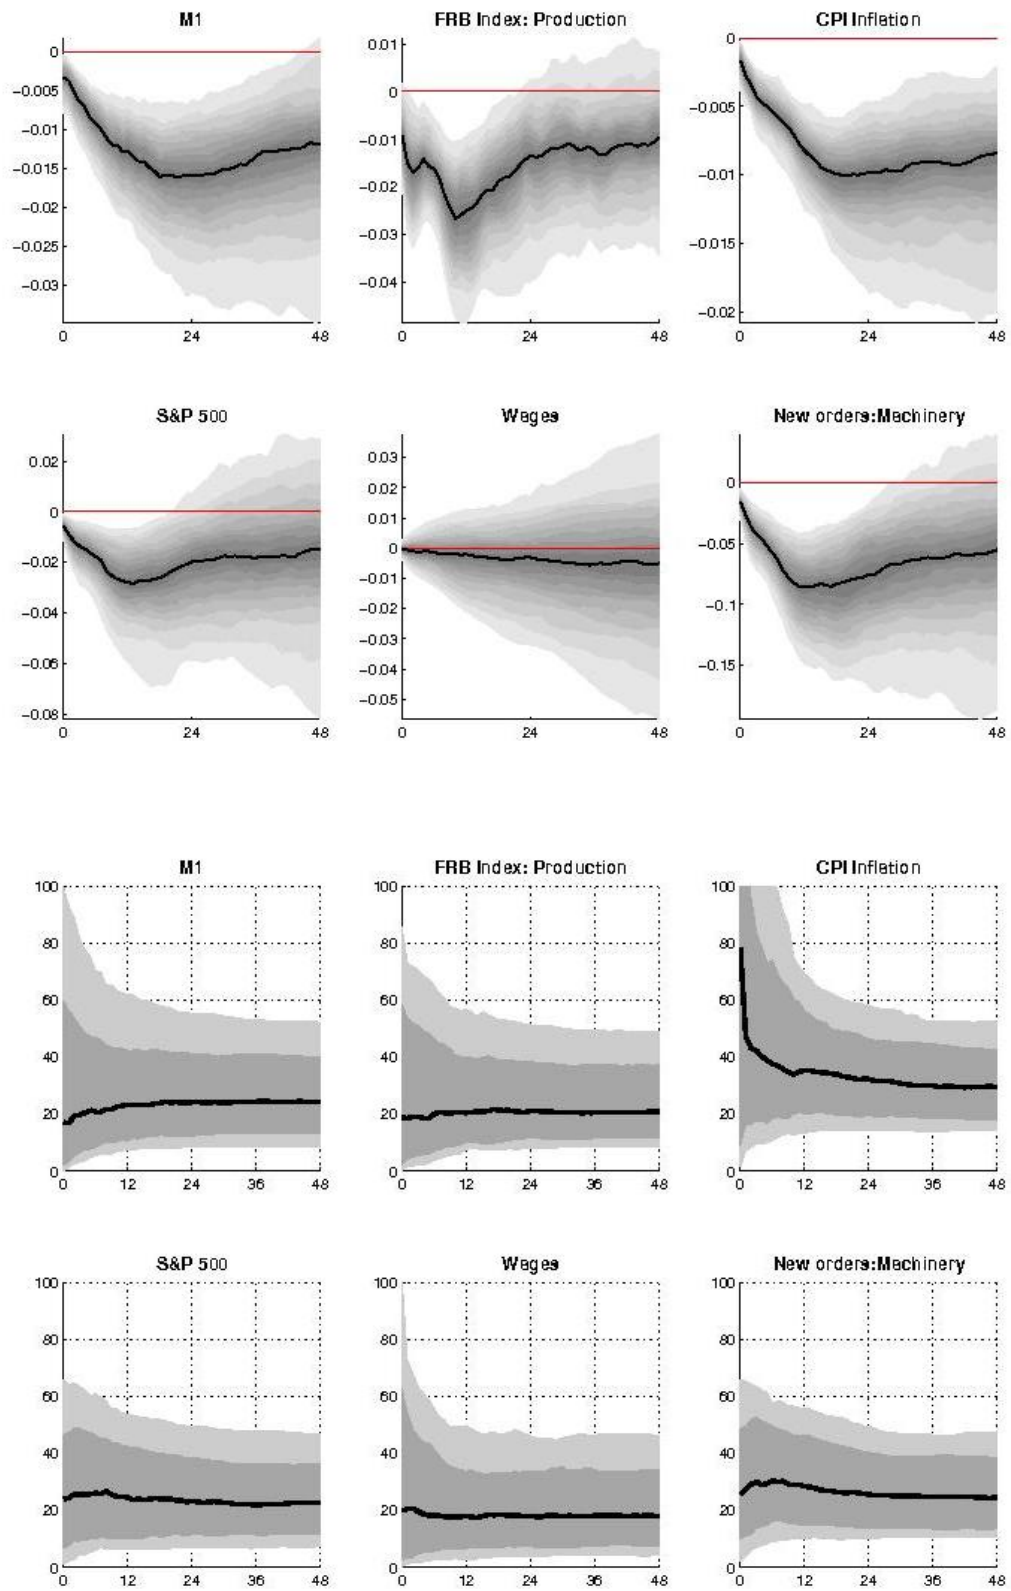 M1 FRB Index: Production CPI Inflation
0 0.01 0
−0.005 0 −0.005
−0.01 −0.01 −0.01
−0.015 −0.02 −0.015
−0.02 −0.03 −0.02
−0.025 −0.04
−0.03
0 24 48 0 24 48 0 24 48
S&P 500 Wages New orders:Machinery
0.02 0.03 0
0 0.02 −0.05
−0.02 0.01 −0.1
−0.04 0 −0.15
−0.06 −0.01
−0.08 −0.02
−0.03
−0.04
−0.05
0 24 48 0 24 48 0 24 48
M1 FRB Index: Production CPI Inflation
100 100 100
80 80 80
60 60 60
40 40 40
20 20 20
0 0 0
0 12 24 36 48 0 12 24 36 48 0 12 24 36 48
S&P 500 Wages New orders:Machinery
100 100 100
80 80 80
60 60 60
40 40 40
20 20 20
0 0 0
0 12 24 36 48 0 12 24 36 48 0 12 24 36 48